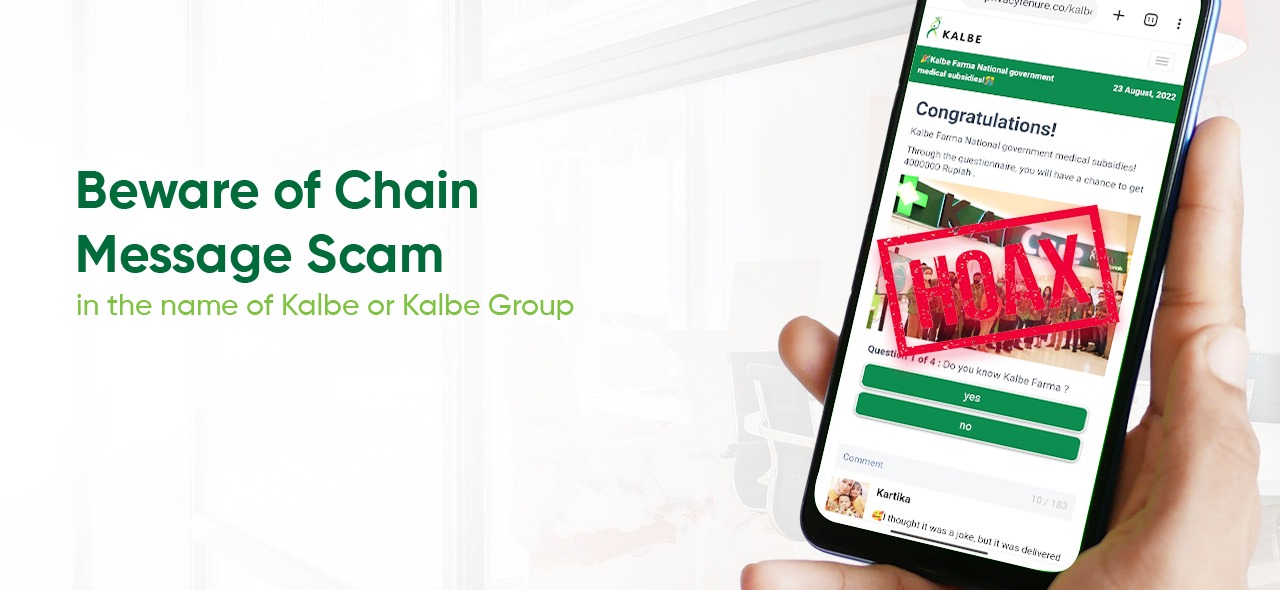 Beware of Chain
Message Scam
in the name of Kalbe or Kalbe Group
KALBE
🎉Kalbe Farma National government
medical subsidies!🎊
23 August, 2022
Congratulations!
Kalbe Farma National government medical subsidies!
Through the questionnaire, you will have a chance to get
4000000 Rupiah .
HOAX
Question 1 of 4 : Do you know Kalbe Farma ?
yes
no
Comment
10 / 183
Kartika
🥰I thought it was a joke, but it was delivered